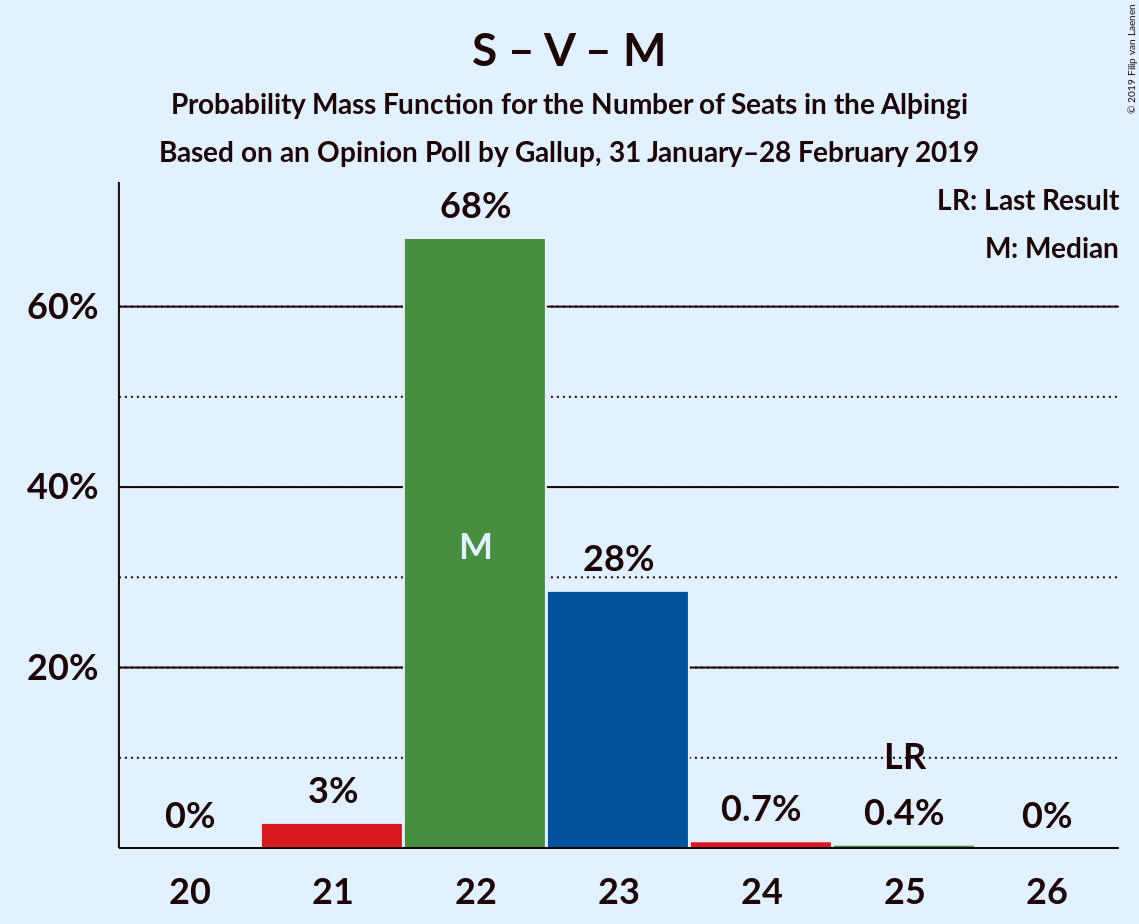 S – V – M
Probability Mass Function for the Number of Seats in the Alþingi
Based on an Opinion Poll by Gallup, 31 January–28 February 2019
© 2019 Filip van Laenen
LR: Last Result
M: Median
60%
40%
20%
0%
3%
68%
M
28%
0.7%
LR
0.4%
0%
20 21 22 23 24 25 26